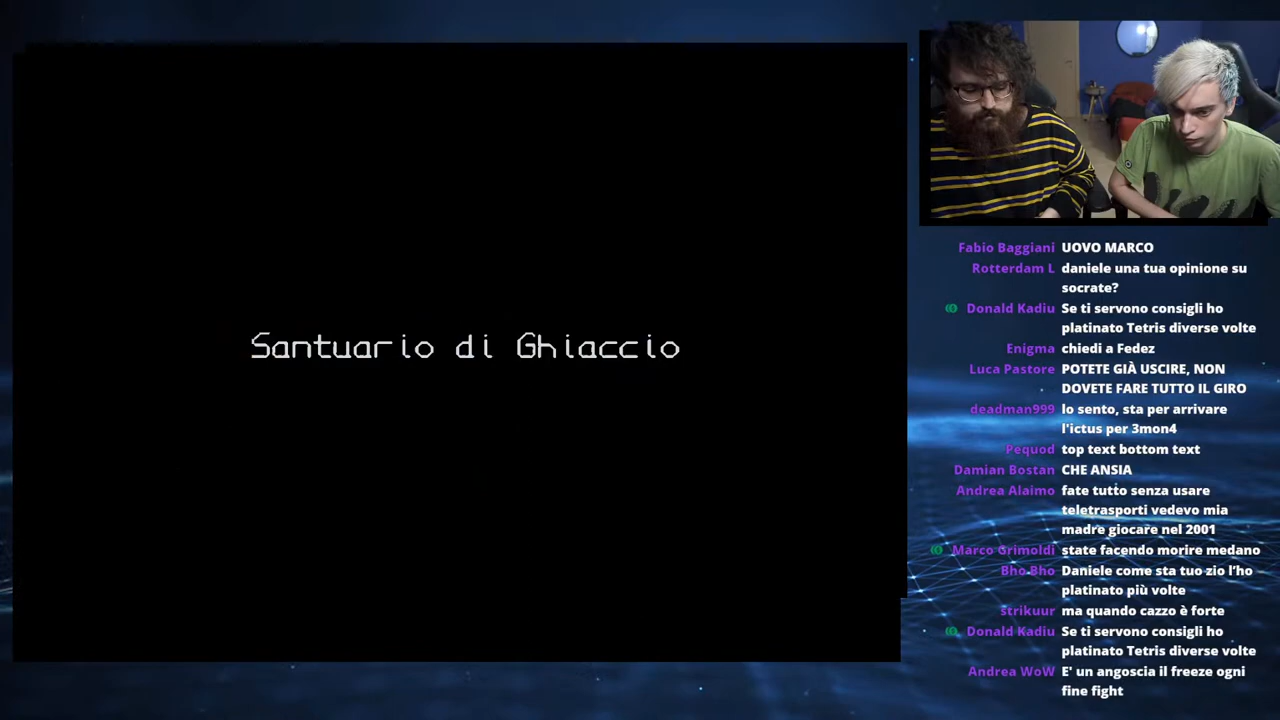 Santuario di Ghiaccio
Fabio Baggiani UOVO MARCO
Rotterdam L daniele una tua opinione su
socrate?
Donald Kadiu Se ti servono consigli ho
platinato Tetris diverse volte
Enigma chiedi a Fedez
Luca Pastore POTETE GIÀ USCIRE, NON
DOVETE FARE TUTTO IL GIRO
deadman999 lo sento, sta per arrivare
l'ictus per 3mon4
Pequod top text bottom text
Damian Bostan CHE ANSIA
Andrea Alaimo fate tutto senza usare
teletrasporti vedevo mia
madre giocare nel 2001
Marco Grimoldi state facendo morire medano
Bho Bho Daniele come sta tuo zio l'ho
platinato più volte
strikuur ma quando cazzo è forte
Donald Kadiu Se ti servono consigli ho
platinato Tetris diverse volte
Andrea WoW E' un angoscia il freeze ogni
fine fight